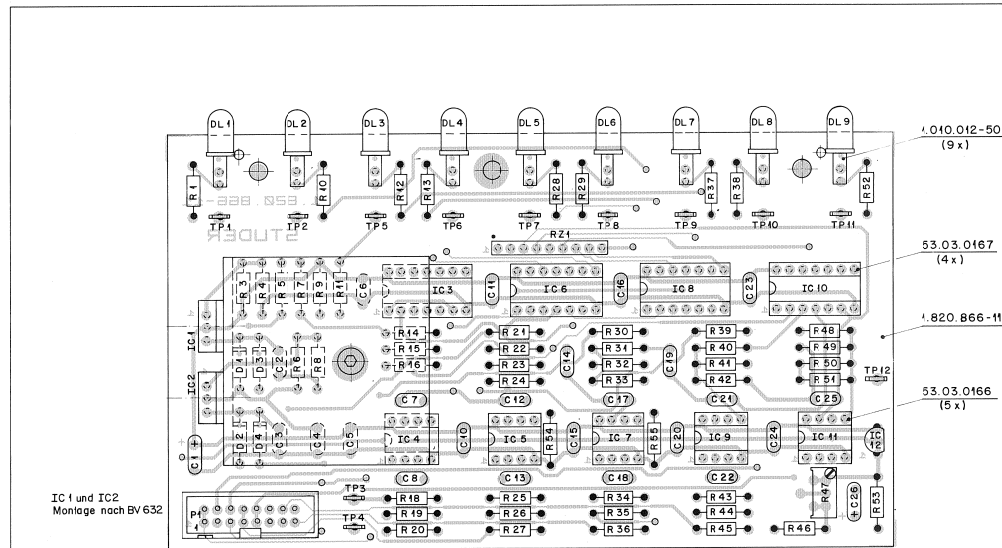 DL1 DL2 DL3 DL4 DL5 DL6 DL7 DL8 DL9
1.010.012-50
(9x)
R1 R10 R12 R13 R28 R29 R37 R38 R52
.820.866-
TP1 TP2 TP5 TP6 TP7 TP8 TP9 TP10 TP11
STUDER
RZ1
53.03.0167
(4x)
R3 R4 R5 R7 R9 R11 C6 IC3 C11 IC6 C16 IC8 C23 IC10
1.820.866-11
IC1
R14 R21 R30 R39 R48
R15 R22 R31 R40 R49
D1 D3 C2 R6 R8 R16 R23 C14 R32 C19 R41 R50
R24 R33 R42 R51 TP12
IC2
C7 C12 C17 C21 C25
53.03.0166
(5x)
D2 D4 C3 C4 C5 IC4 C10 IC5 R54 C15 IC7 R55 C20 IC9 C24 IC11 IC12
C1 +
C8 C13 C18 C22
IC1 und IC2
Montage nach BV 632
P1
1
TP3
TP4
R18 R25 R34 R43 R47 + C26 R53
R19 R26 R35 R44
R20 R27 R36 R45 R46